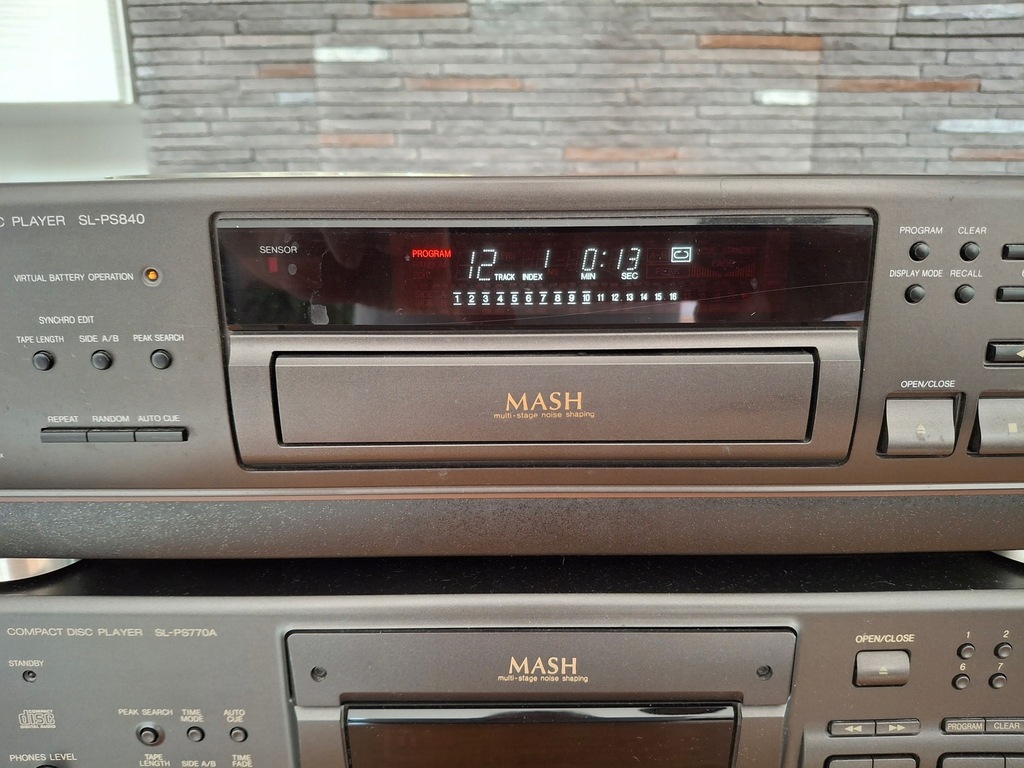 C PLAYER SL-PS840
SENSOR
PROGRAM
12 1 0:13
TRACK INDEX MIN SEC
1 2 3 4 5 6 7 8 9 10 11 12 13 14 15 16
VIRTUAL BATTERY OPERATION
SYNCHRO EDIT
TAPE LENGTH SIDE A/B PEAK SEARCH
REPEAT RANDOM AUTO CUE
MASH
multi-stage noise shaping
PROGRAM CLEAR
DISPLAY MODE RECALL
OPEN/CLOSE
COMPACT DISC PLAYER SL-PS770A
STANDBY
COMPACT
disc
DIGITAL AUDIO
PEAK SEARCH TIME MODE AUTO CUE
TAPE LENGTH SIDE A/B TIME FADE
PHONES LEVEL
MASH
multi-stage noise shaping
OPEN/CLOSE
1 2
6 7
PROGRAM CLEAR